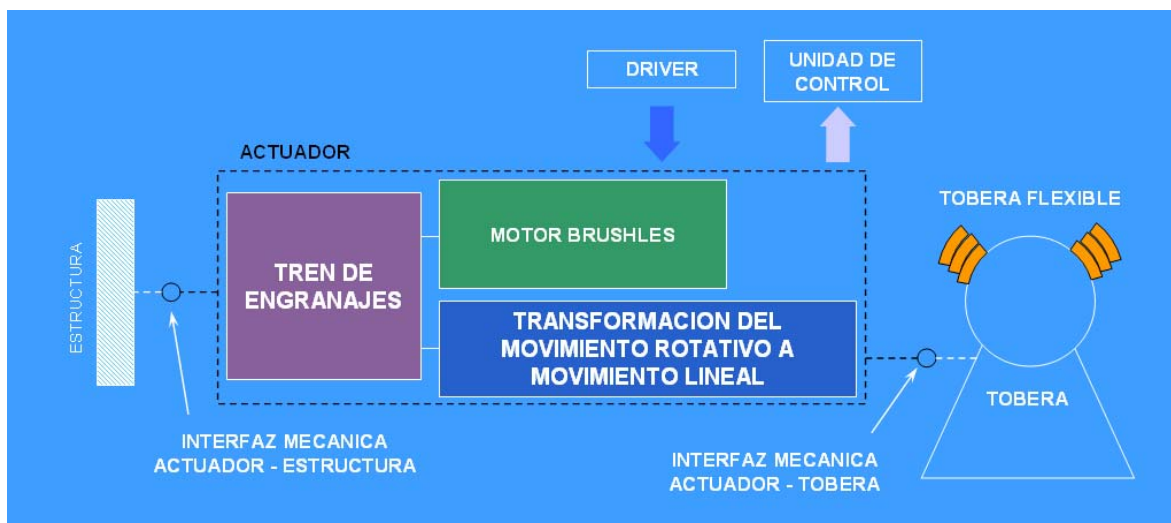 DRIVER
UNIDAD DE
CONTROL
ACTUADOR
ESTRUCTURA
TREN DE
ENGRANAJES
MOTOR BRUSHLES
TRANSFORMACION DEL
MOVIMIENTO ROTATIVO A
MOVIMIENTO LINEAL
TOBERA FLEXIBLE
TOBERA
INTERFAZ MECANICA
ACTUADOR - ESTRUCTURA
INTERFAZ MECANICA
ACTUADOR - TOBERA